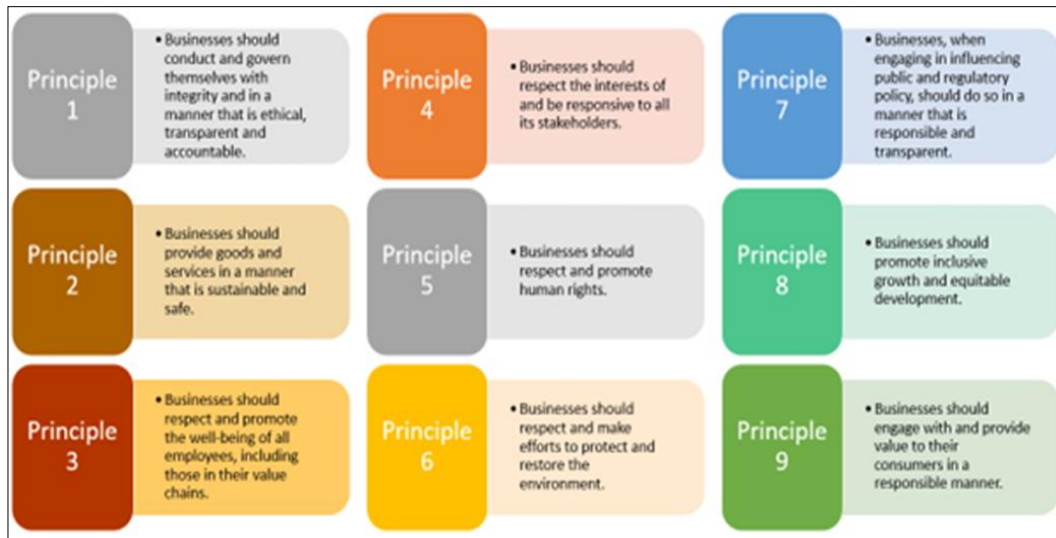 Principle
1
• Businesses should
conduct and govern
themselves with
integrity and in a
manner that is ethical,
transparent and
accountable.
Principle
2
• Businesses should
provide goods and
services in a manner
that is sustainable and
safe.
Principle
3
• Businesses should
respect and promote
the well-being of all
employees, including
those in their value
chains.
Principle
4
• Businesses should
respect the interests of
and be responsive to all
its stakeholders.
Principle
5
• Businesses should
respect and promote
human rights.
Principle
6
• Businesses should
respect and make
efforts to protect and
restore the
environment.
Principle
7
• Businesses, when
engaging in influencing
public and regulatory
policy, should do so in a
manner that is
responsible and
transparent.
Principle
8
• Businesses should
promote inclusive
growth and equitable
development.
Principle
9
• Businesses should
engage with and provide
value to their
consumers in a
responsible manner.